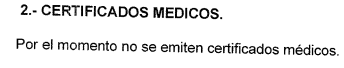 2.- CERTIFICADOS MEDICOS.
Por el momento no se emiten certificados médicos.